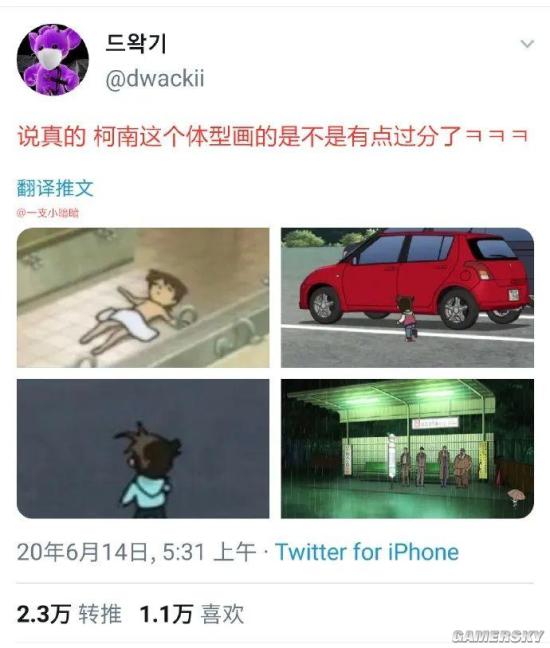 드왁기
@dwackii
说真的 柯南这个体型画的是不是有点过分了ㅋㅋㅋ
翻译推文
@一支小暗暗
20年6月14日, 5:31 上午 · Twitter for iPhone
2.3万 转推 1.1万 喜欢
GAMERSKY